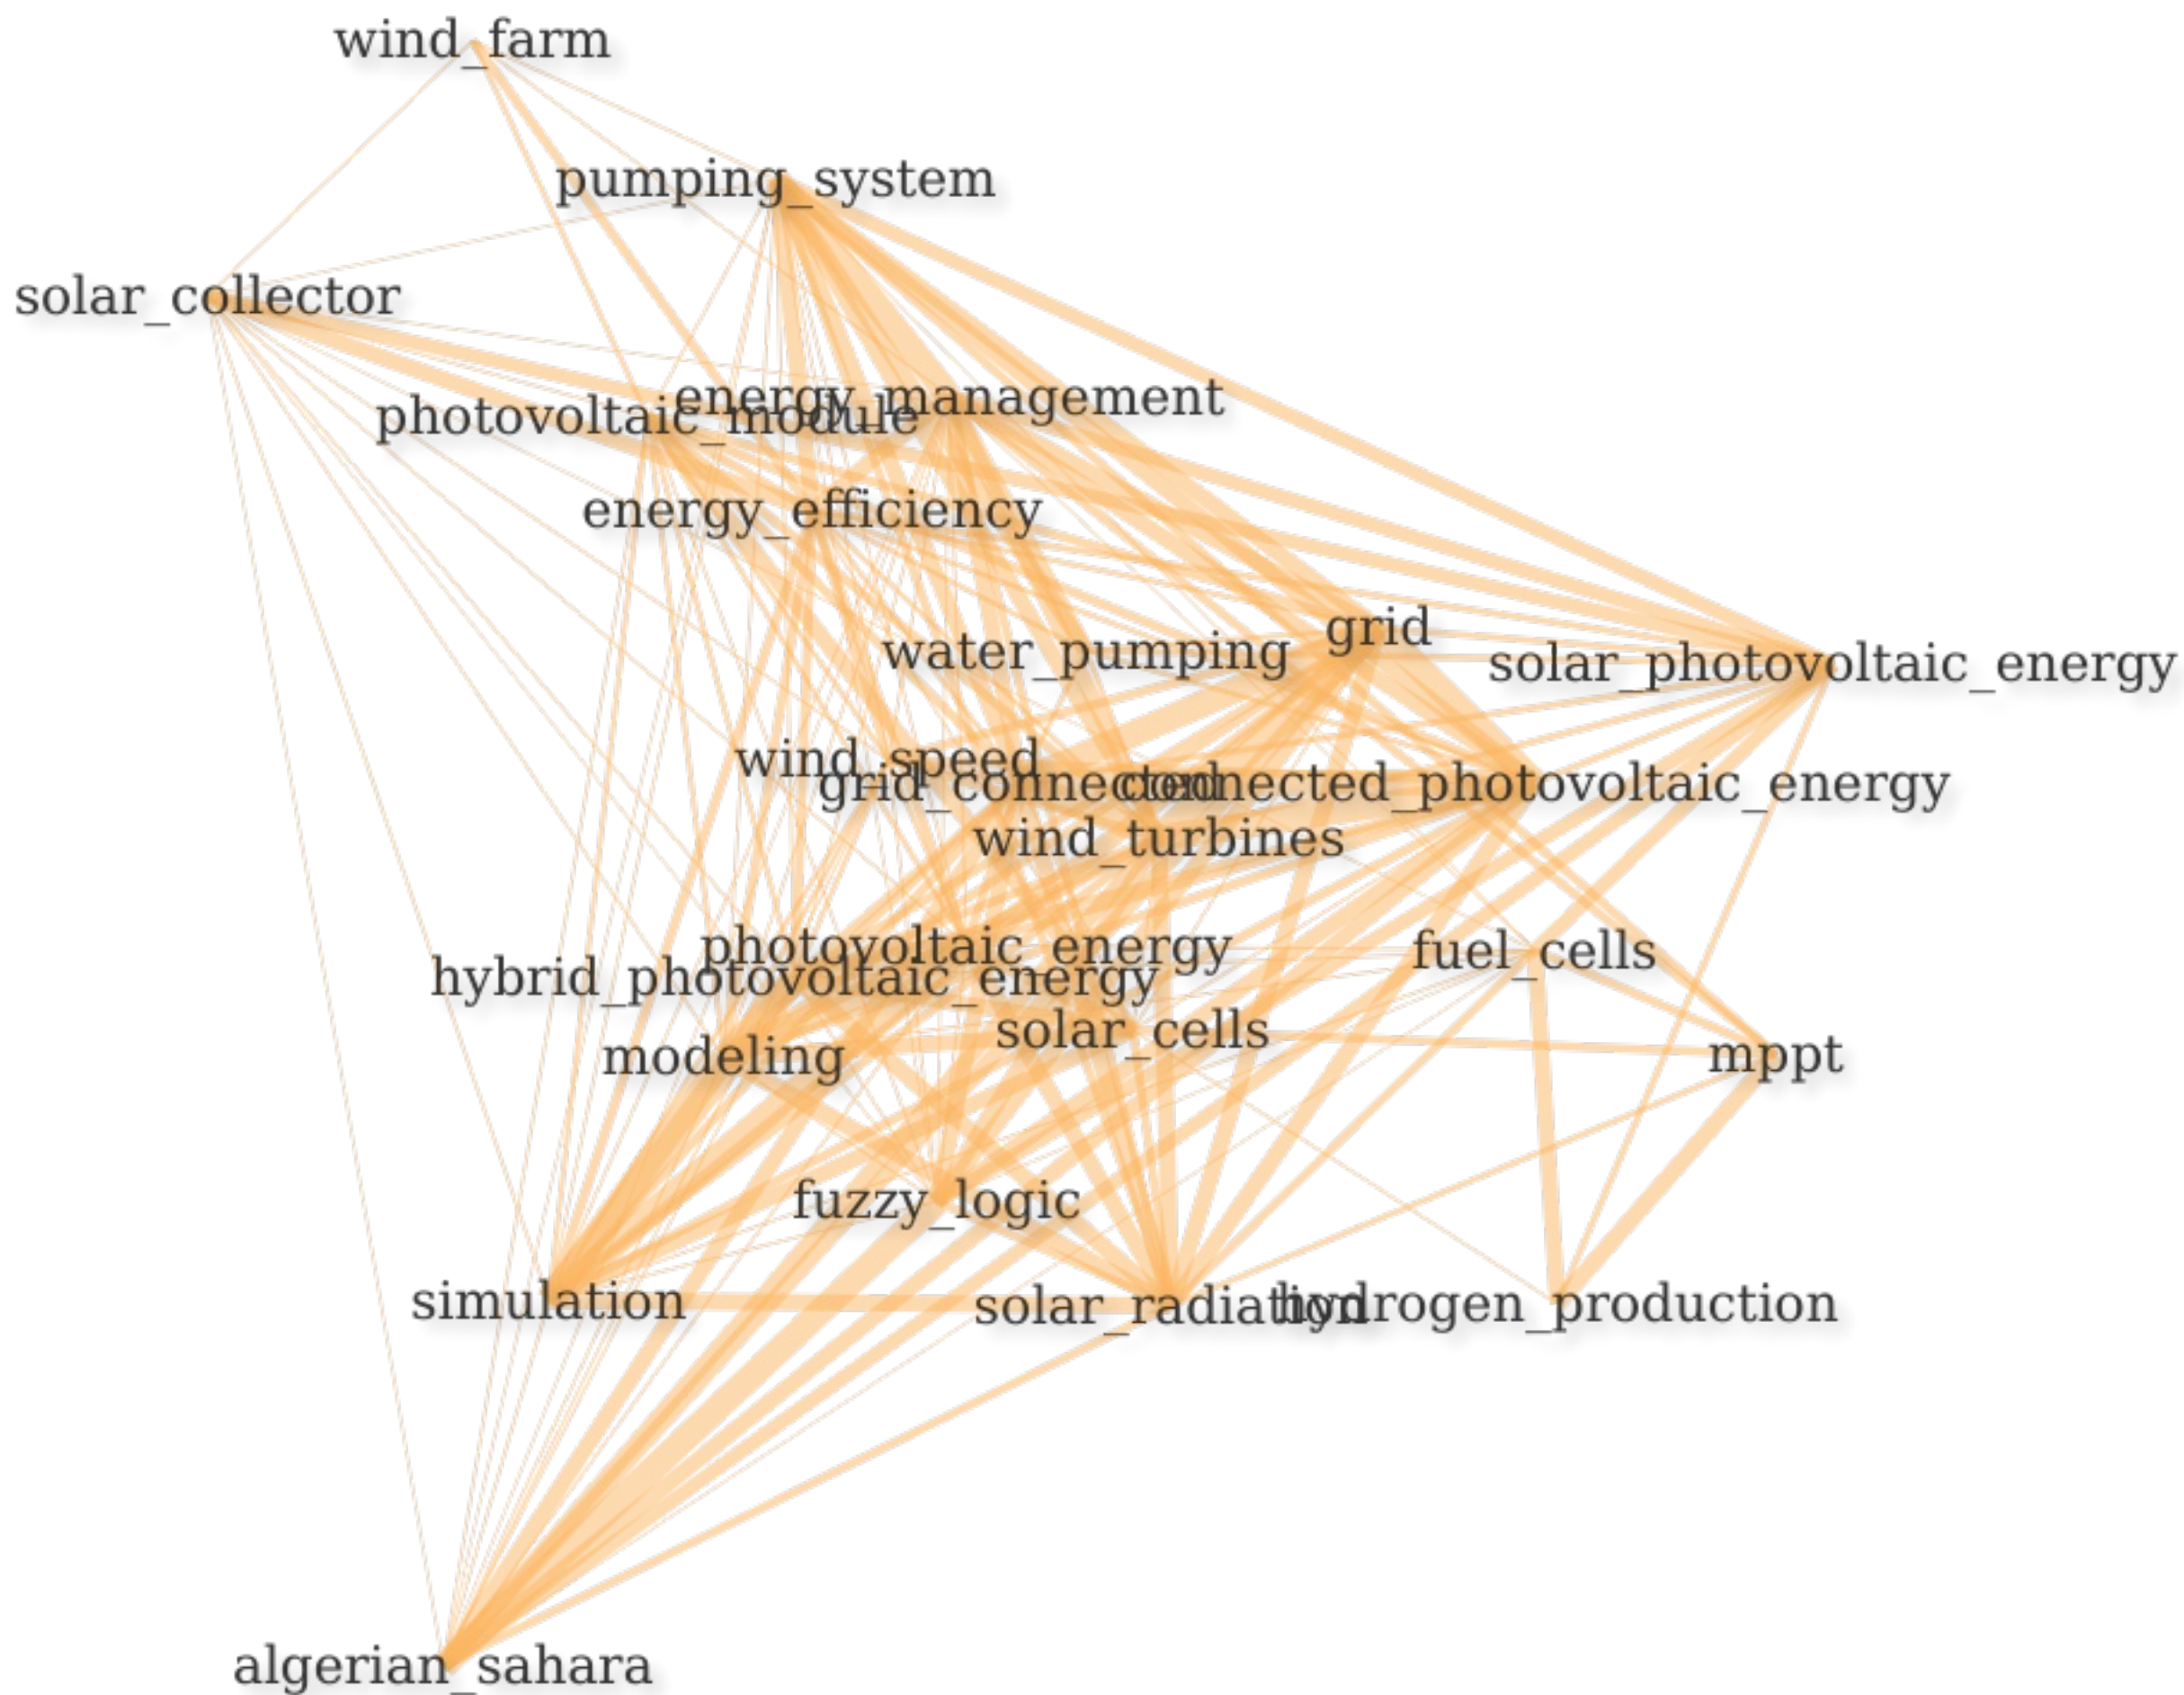 wind_farm
pumping_system
solar_collector
energy_management
photovoltaic_module
energy_efficiency
grid
water_pumping
solar_photovoltaic_energy
wind_speed
grid_connected
connected_photovoltaic_energy
wind_turbines
photovoltaic_energy
fuel_cells
hybrid_photovoltaic_energy
solar_cells
modeling
mppt
fuzzy_logic
simulation
solar_radiation
hydrogen_production
algerian_sahara